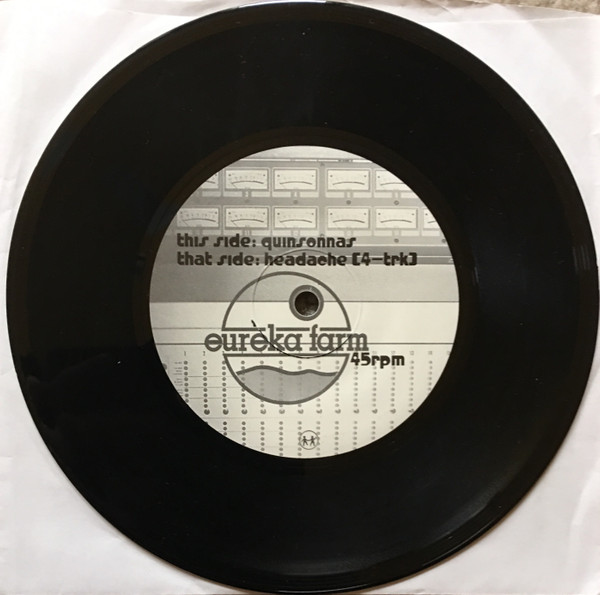 this side: quinsonnas
that side: headache [4-trk]
eurèka farm
45rpm